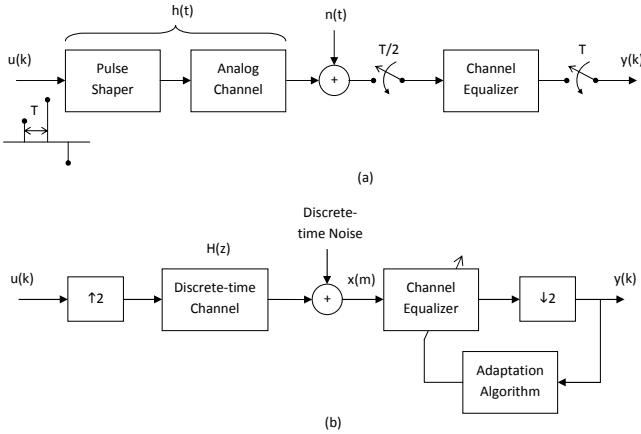 h(t)
n(t)
u(k)
Pulse
Shaper
Analog
Channel
+
T/2
Channel
Equalizer
T
y(k)
T
(a)
Discrete-
time Noise
H(z)
u(k)
↑2
Discrete-time
Channel
+
x(m)
Channel
Equalizer
↓2
y(k)
Adaptation
Algorithm
(b)